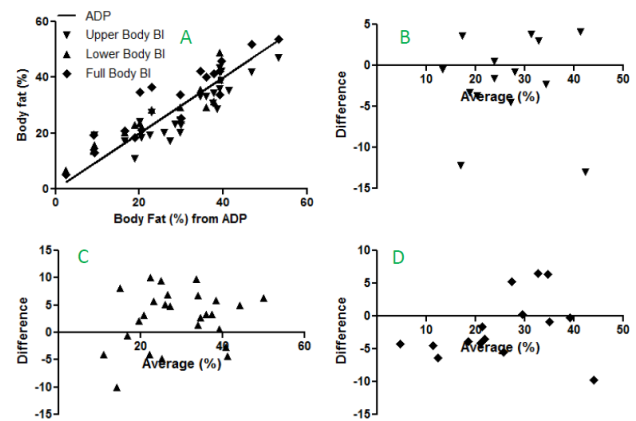 ADP
Upper Body BI
Lower Body BI
Full Body BI
A
Body fat (%)
60
40
20
0
0 20 40 60
Body Fat (%) from ADP
B
Difference
5
0
-5
-10
-15
10 20 30 40 50
Average (%)
C
Difference
15
10
5
0
-5
-10
-15
20 40 60
Average (%)
D
Difference
10
5
0
-5
-10
-15
10 20 30 40 50
Average (%)